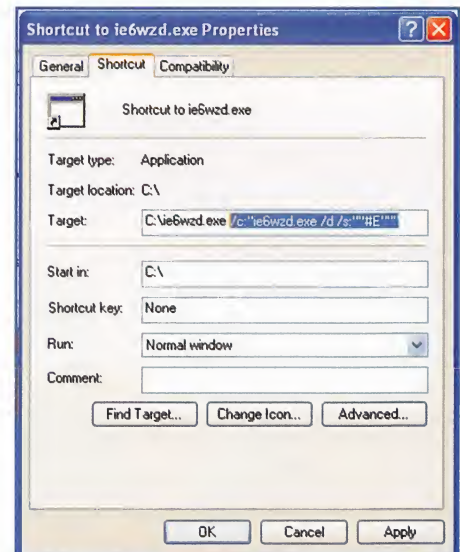 Shortcut to ie6wzd.exe Properties
General Shortcut Compatibility
Shortcut to ie6wzd.exe
Target type: Application
Target location: C:\
Target: C:\ie6wzd.exe /c:"ie6wzd.exe /d /s:""#E"""
Start in: C:\
Shortcut key: None
Run: Normal window
Comment:
Find Target... Change Icon... Advanced...
OK Cancel Apply